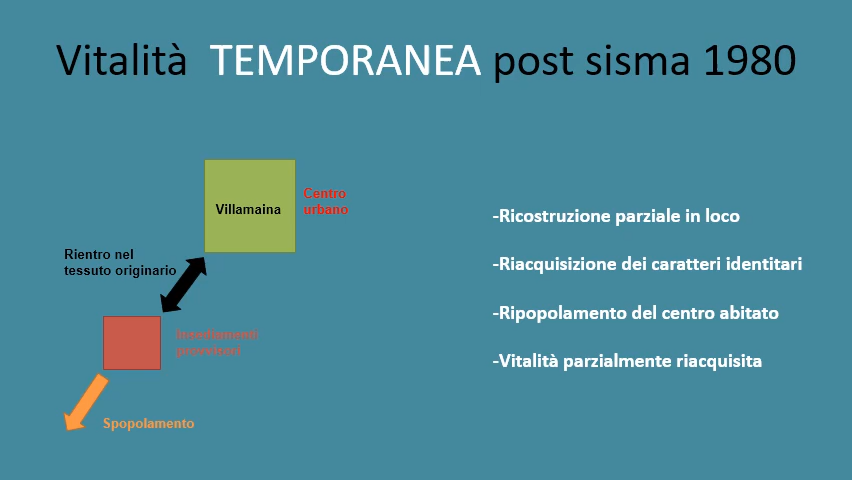 Vitalità TEMPORANEA post sisma 1980
Villamaina
Centro
urbano
Rientro nel
tessuto originario
Insediamenti
provvisori
Spopolamento
-Ricostruzione parziale in loco
-Riacquisizione dei caratteri identitari
-Ripopolamento del centro abitato
-Vitalità parzialmente riacquisita